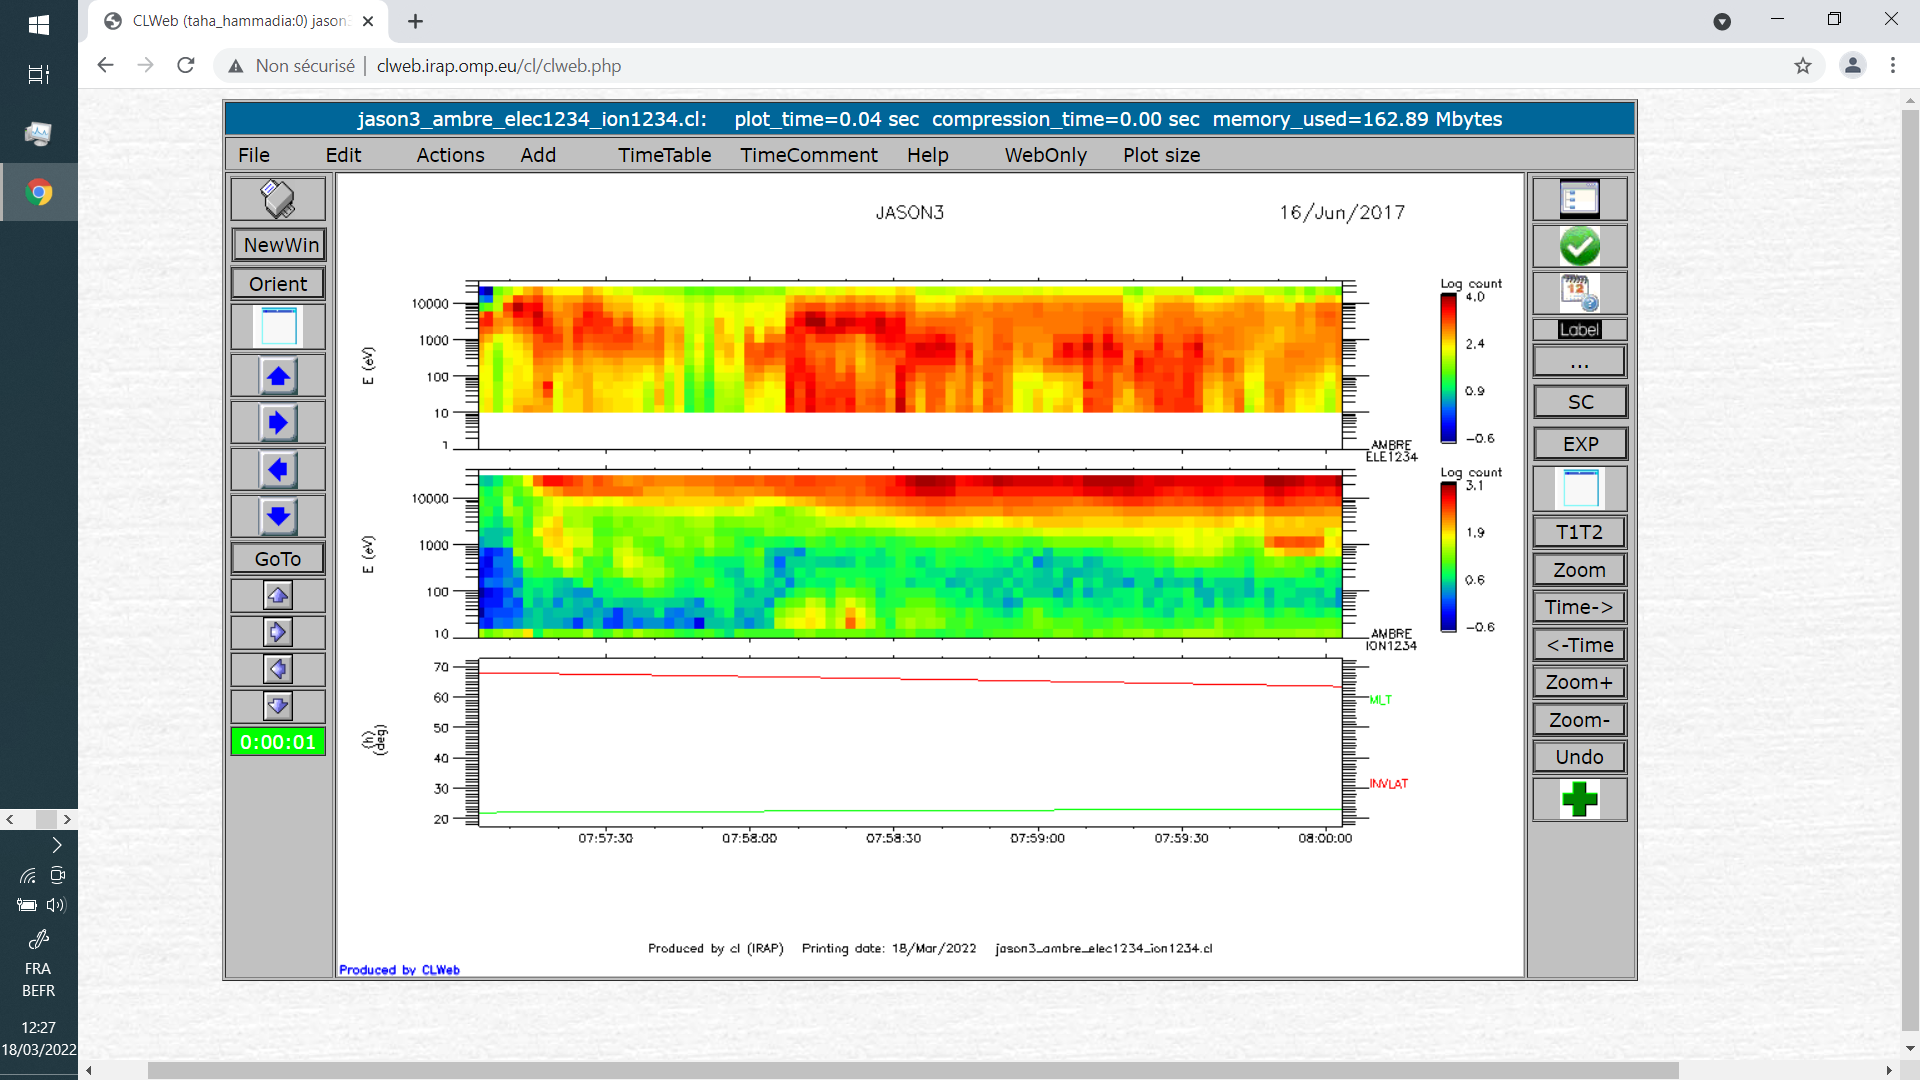 CLWeb (taha_hammadia:0) jason
Non sécurisé | clweb.irap.omp.eu/cl/clweb.php
jason3_ambre_elec1234_ion1234.cl: plot_time=0.04 sec compression_time=0.00 sec memory_used=162.89 Mbytes
File Edit Actions Add TimeTable TimeComment Help WebOnly Plot size
NewWin
Orient
GoTo
0:00:01
JASON3 16/Jun/2017
Log count
4.0
2.4
0.9
-0.6
E (eV)
10000
1000
100
10
1
AMBRE
ELE1234
Log count
3.1
1.9
0.6
-0.6
E (eV)
10000
1000
100
10
AMBRE
ION1234
(h)
(deg)
70
60
50
40
30
20
MLT
INVLAT
07:57:30 07:58:00 07:58:30 07:59:00 07:59:30 08:00:00
Produced by cl (IRAP) Printing date: 18/Mar/2022 jason3_ambre_elec1234_ion1234.cl
Produced by CLWeb
12
Label
...
SC
EXP
T1T2
Zoom
Time->
<-Time
Zoom+
Zoom-
Undo
FRA
BEFR
12:27
18/03/2022